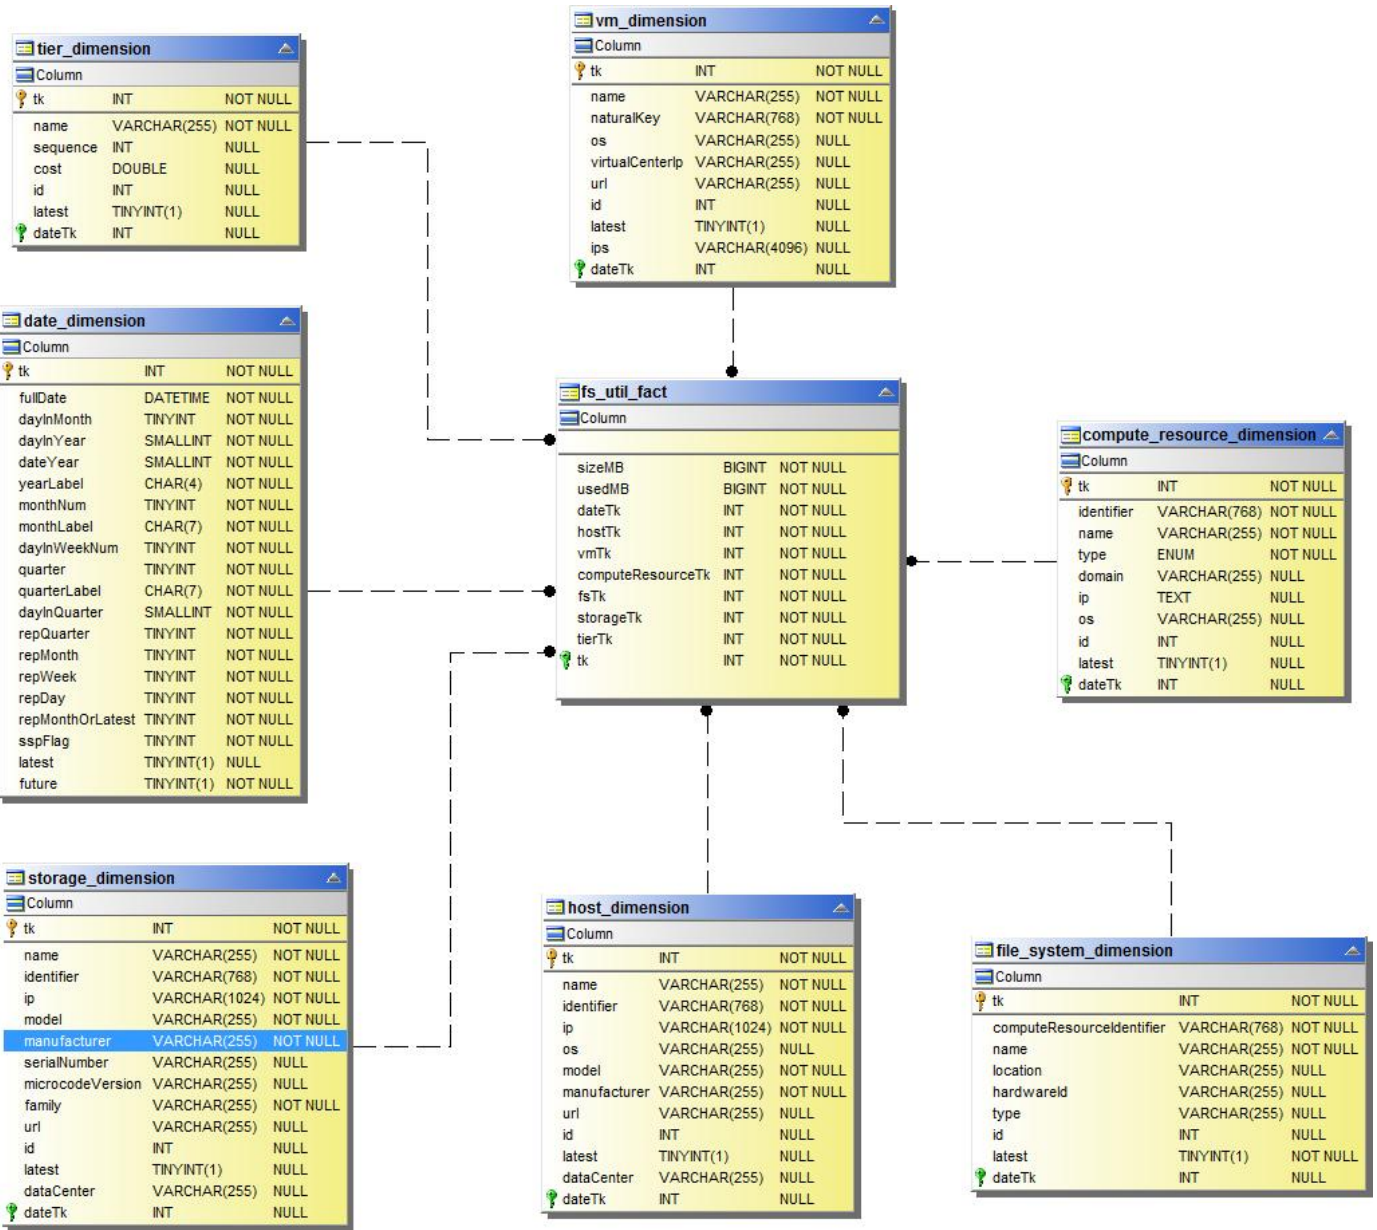 tier_dimension
Column
tk INT NOT NULL
name VARCHAR(255) NOT NULL
sequence INT NULL
cost DOUBLE NULL
id INT NULL
latest TINYINT(1) NULL
dateTk INT NULL
vm_dimension
Column
tk INT NOT NULL
name VARCHAR(255) NOT NULL
naturalKey VARCHAR(768) NOT NULL
os VARCHAR(255) NULL
virtualCenterIp VARCHAR(255) NULL
url VARCHAR(255) NULL
id INT NULL
latest TINYINT(1) NULL
ips VARCHAR(4096) NULL
dateTk INT NULL
date_dimension
Column
tk INT NOT NULL
fullDate DATETIME NOT NULL
dayInMonth TINYINT NOT NULL
dayInYear SMALLINT NOT NULL
dateYear SMALLINT NOT NULL
yearLabel CHAR(4) NOT NULL
monthNum TINYINT NOT NULL
monthLabel CHAR(7) NOT NULL
dayInWeekNum TINYINT NOT NULL
quarter TINYINT NOT NULL
quarterLabel CHAR(7) NOT NULL
dayInQuarter SMALLINT NOT NULL
repQuarter TINYINT NOT NULL
repMonth TINYINT NOT NULL
repWeek TINYINT NOT NULL
repDay TINYINT NOT NULL
repMonthOrLatest TINYINT NOT NULL
sspFlag TINYINT NOT NULL
latest TINYINT(1) NULL
future TINYINT(1) NOT NULL
fs_util_fact
Column
sizeMB BIGINT NOT NULL
usedMB BIGINT NOT NULL
dateTk INT NOT NULL
hostTk INT NOT NULL
vmTk INT NOT NULL
computeResourceTk INT NOT NULL
fsTk INT NOT NULL
storageTk INT NOT NULL
tierTk INT NOT NULL
tk INT NOT NULL
compute_resource_dimension
Column
tk INT NOT NULL
identifier VARCHAR(768) NOT NULL
name VARCHAR(255) NOT NULL
type ENUM NOT NULL
domain VARCHAR(255) NULL
ip TEXT NULL
os VARCHAR(255) NULL
id INT NULL
latest TINYINT(1) NULL
dateTk INT NULL
storage_dimension
Column
tk INT NOT NULL
name VARCHAR(255) NOT NULL
identifier VARCHAR(768) NOT NULL
ip VARCHAR(1024) NOT NULL
model VARCHAR(255) NOT NULL
manufacturer VARCHAR(255) NOT NULL
serialNumber VARCHAR(255) NULL
microcodeVersion VARCHAR(255) NULL
family VARCHAR(255) NOT NULL
url VARCHAR(255) NULL
id INT NULL
latest TINYINT(1) NULL
dataCenter VARCHAR(255) NULL
dateTk INT NULL
host_dimension
Column
tk INT NOT NULL
name VARCHAR(255) NOT NULL
identifier VARCHAR(768) NOT NULL
ip VARCHAR(1024) NOT NULL
os VARCHAR(255) NULL
model VARCHAR(255) NOT NULL
manufacturer VARCHAR(255) NOT NULL
url VARCHAR(255) NULL
id INT NULL
latest TINYINT(1) NULL
dataCenter VARCHAR(255) NULL
dateTk INT NULL
file_system_dimension
Column
tk INT NOT NULL
computeResourceIdentifier VARCHAR(768) NOT NULL
name VARCHAR(255) NOT NULL
location VARCHAR(255) NULL
hardwareId VARCHAR(255) NULL
type VARCHAR(255) NULL
id INT NULL
latest TINYINT(1) NOT NULL
dateTk INT NULL